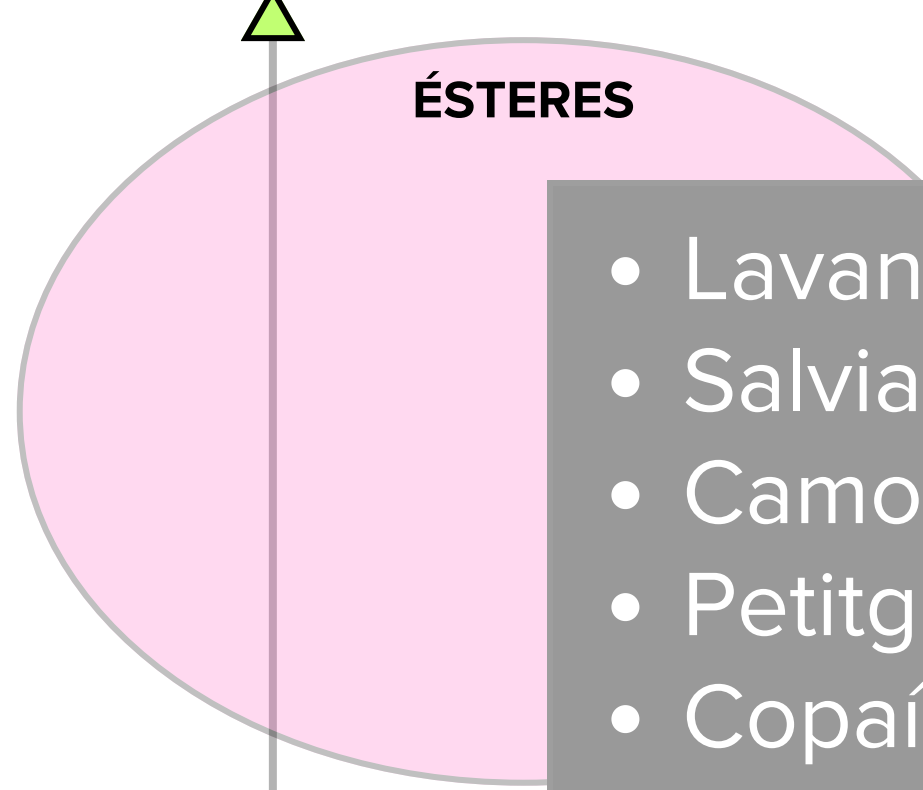 ÉSTERES
• Lavan
• Salvia
• Camo
• Petitg
• Copaí